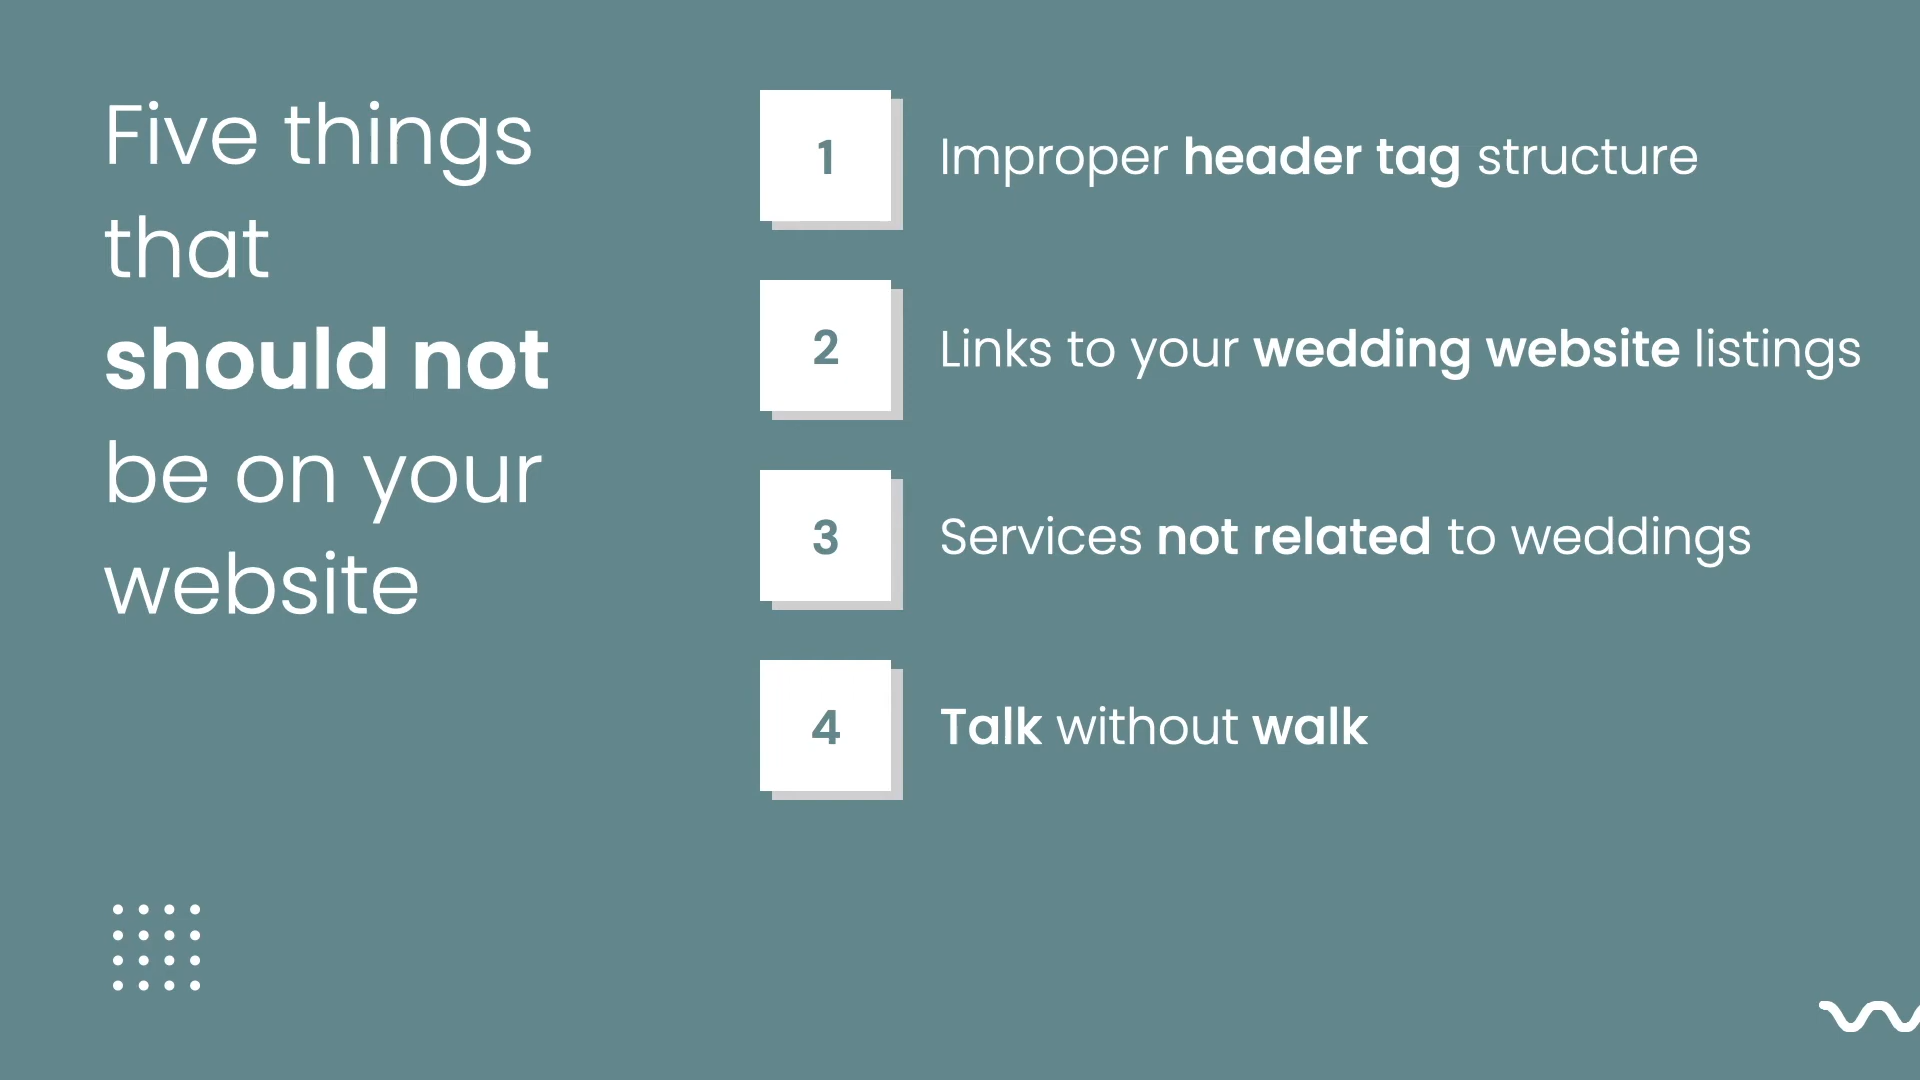 Five things
that
should not
be on your
website
1
Improper header tag structure
2
Links to your wedding website listings
3
Services not related to weddings
4
Talk without walk